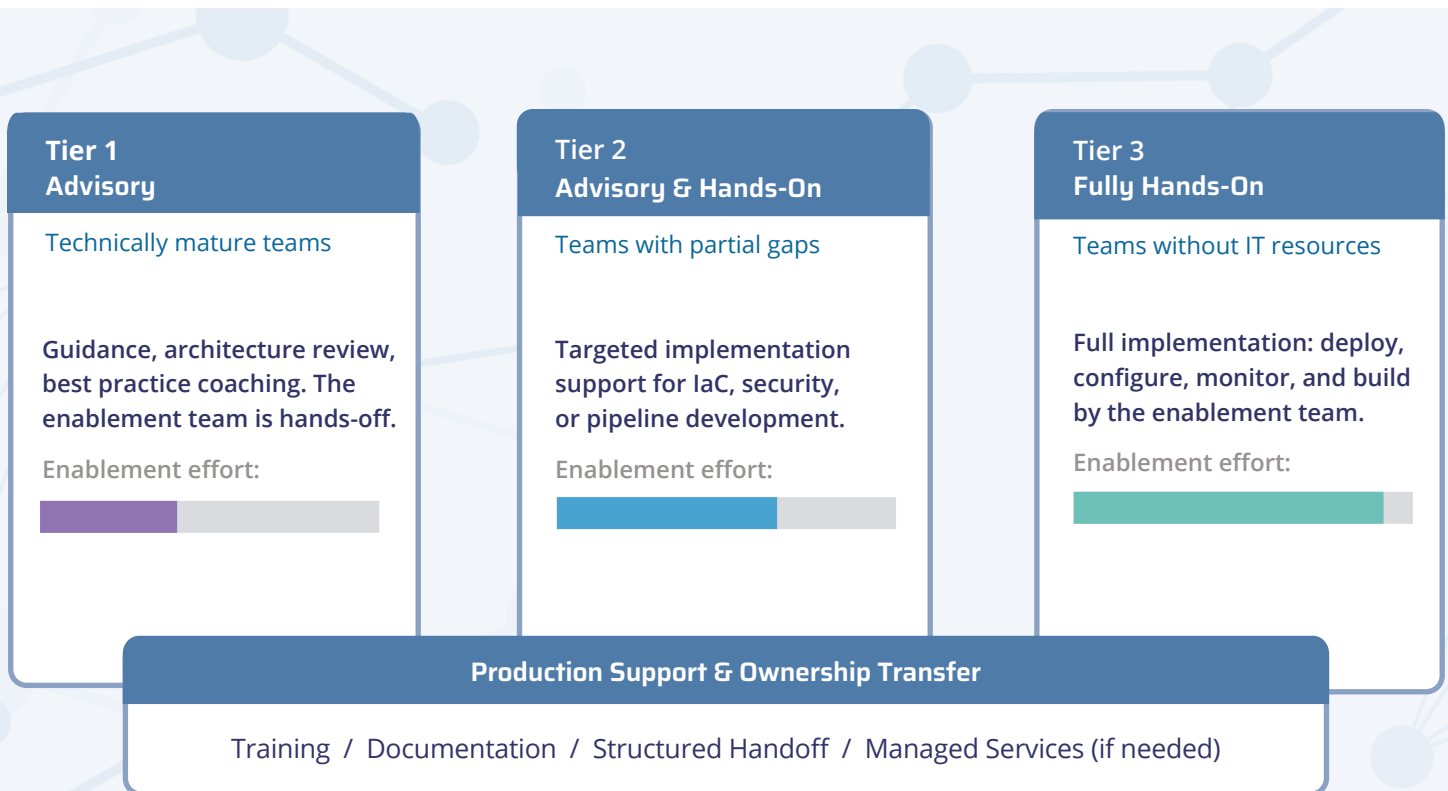 Tier 1
Advisory
Technically mature teams
Guidance, architecture review,
best practice coaching. The
enablement team is hands-off.
Enablement effort:
Tier 2
Advisory & Hands-On
Teams with partial gaps
Targeted implementation
support for IaC, security,
or pipeline development.
Enablement effort:
Tier 3
Fully Hands-On
Teams without IT resources
Full implementation: deploy,
configure, monitor, and build
by the enablement team.
Enablement effort:
Production Support & Ownership Transfer
Training / Documentation / Structured Handoff / Managed Services (if needed)